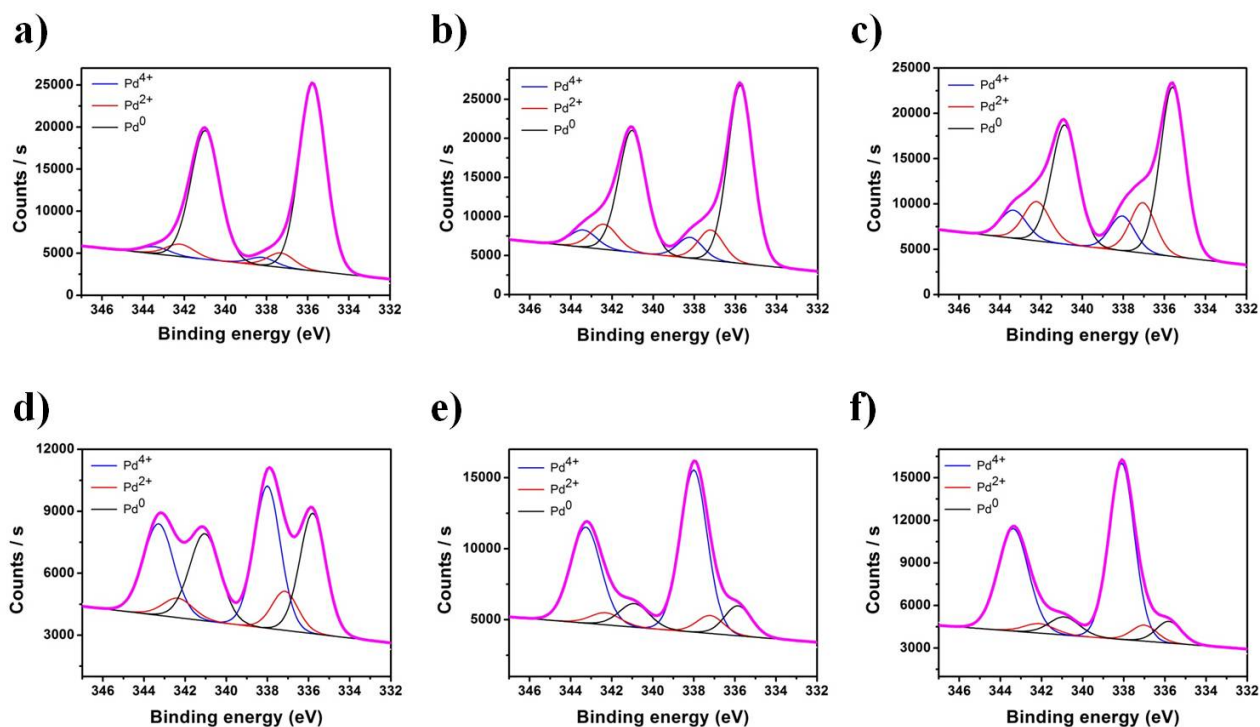 a)
25000
20000
15000
10000
5000
0
Counts / s
Pd4+
Pd2+
Pd0
346 344 342 340 338 336 334 332
Binding energy (eV)
b)
25000
20000
15000
10000
5000
0
Counts / s
Pd4+
Pd2+
Pd0
346 344 342 340 338 336 334 332
Binding energy (eV)
c)
25000
20000
15000
10000
5000
0
Counts / s
Pd4+
Pd2+
Pd0
346 344 342 340 338 336 334 332
Binding energy (eV)
d)
12000
9000
6000
3000
Counts / s
Pd4+
Pd2+
Pd0
346 344 342 340 338 336 334 332
Binding energy (eV)
e)
15000
10000
5000
Counts / s
Pd4+
Pd2+
Pd0
346 344 342 340 338 336 334 332
Binding energy (eV)
f)
15000
12000
9000
6000
3000
Counts / s
Pd4+
Pd2+
Pd0
346 344 342 340 338 336 334 332
Binding energy (eV)